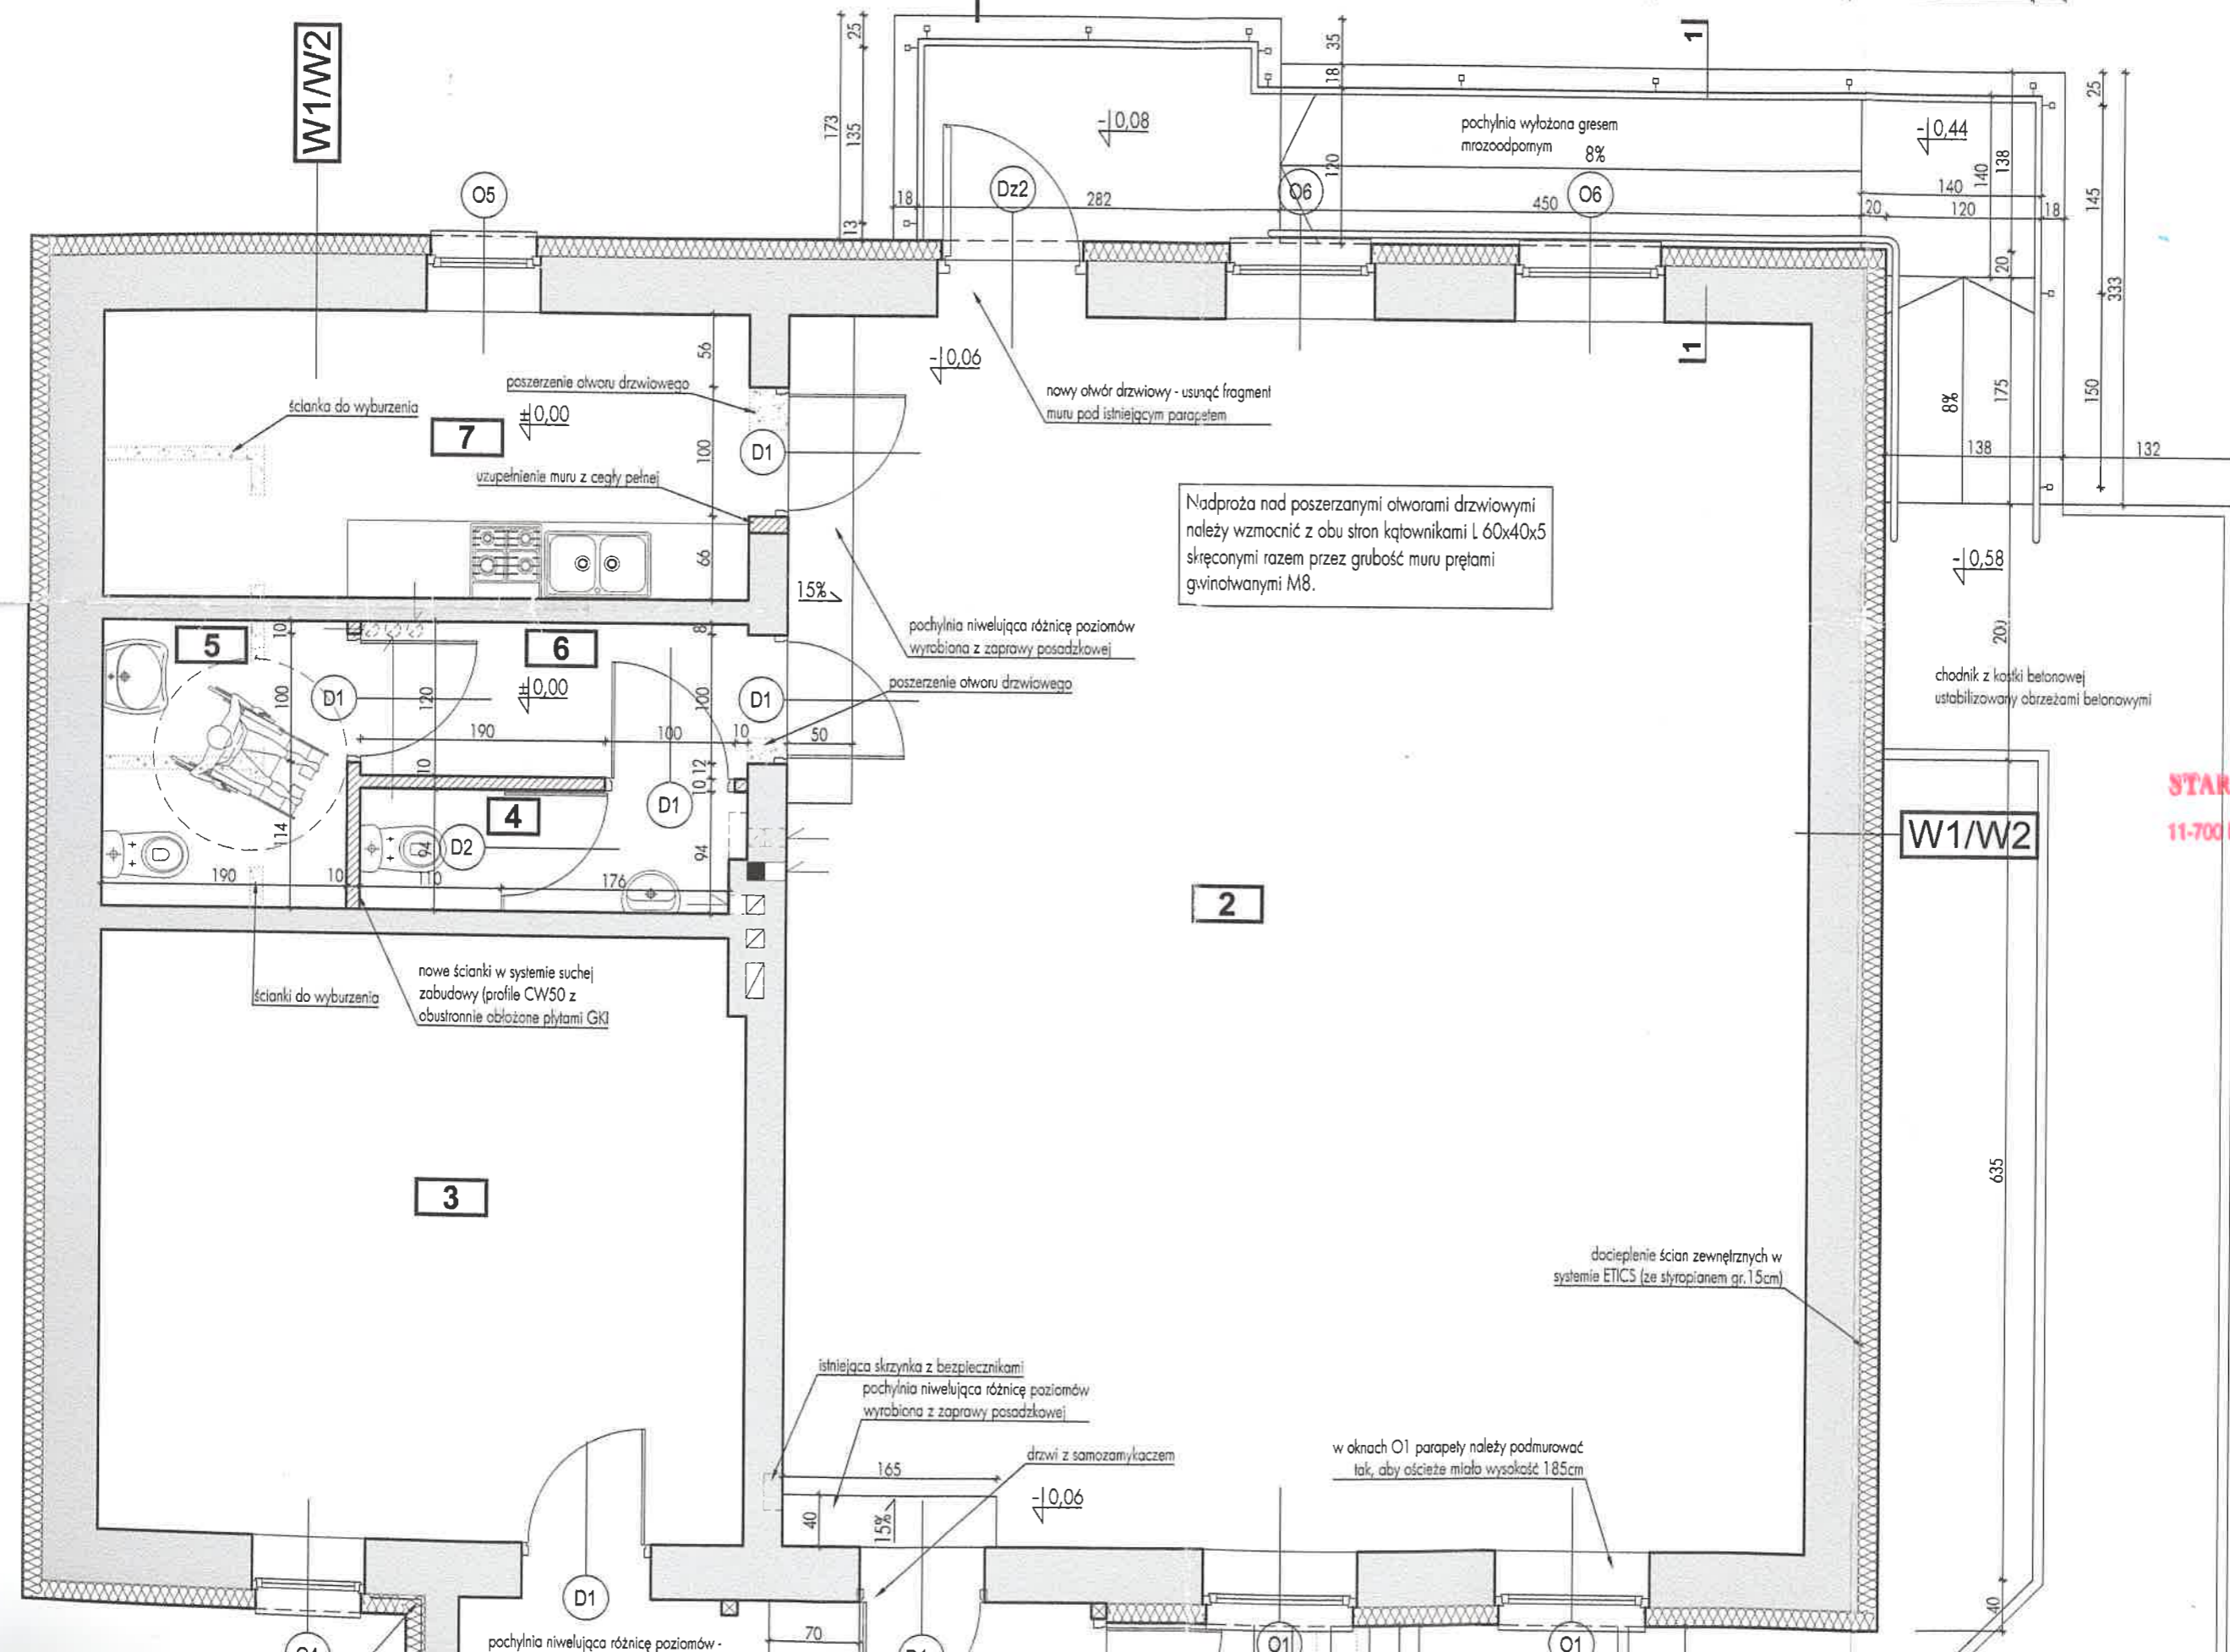 W1/W2
O5
173
25
135
13
-0,08
18
282
Dz2
35
18
120
O6
450
O6
1
pochylnia wyłożona gresem
mrozoodpornym 8%
-0,44
140
138
140
20
120
18
25
145
333
20
175
150
8%
138
132
1
-0,06
nowy otwór drzwiowy - usunąć fragment
muru pod istniejącym parapetem
56
poszerzenie otworu drzwiowego
ścianka do wyburzenia
±0,00
7
D1
100
uzupełnienie muru z cegły pełnej
66
Nadproża nad poszerzanymi otworami drzwiowymi
należy wzmocnić z obu stron kątownikami L 60x40x5
skręconymi razem przez grubość muru prętami
gwinotwanymi M8.
-0,58
15%
pochylnia niwelująca różnicę poziomów
wyrobiona z zaprawy posadzkowej
chodnik z kostki betonowej
ustabilizowany obrzeżami betonowymi
5
10
6
8
±0,00
100
D1
120
100
D1
poszerzenie otworu drzwiowego
190
100
10
50
10
12
10
D1
4
114
94
D2
94
190
10
110
176
W1/W2
STAR
11-700
2
nowe ścianki w systemie suchej
zabudowy (profile CW50 z
obustronnie obłożone płytami GKI
ścianki do wyburzenia
3
635
docieplenie ścian zewnętrznych w
systemie ETICS (ze styropianem gr.15cm)
istniejąca skrzynka z bezpiecznikami
pochylnia niwelująca różnicę poziomów
wyrobiona z zaprawy posadzkowej
drzwi z samozamykaczem
165
-0,06
40
15%
w oknach O1 parapety należy podmurować
tak, aby ościeże miało wysokość 185cm
D1
pochylnia niwelująca różnicę poziomów -
70
O1
O1
40